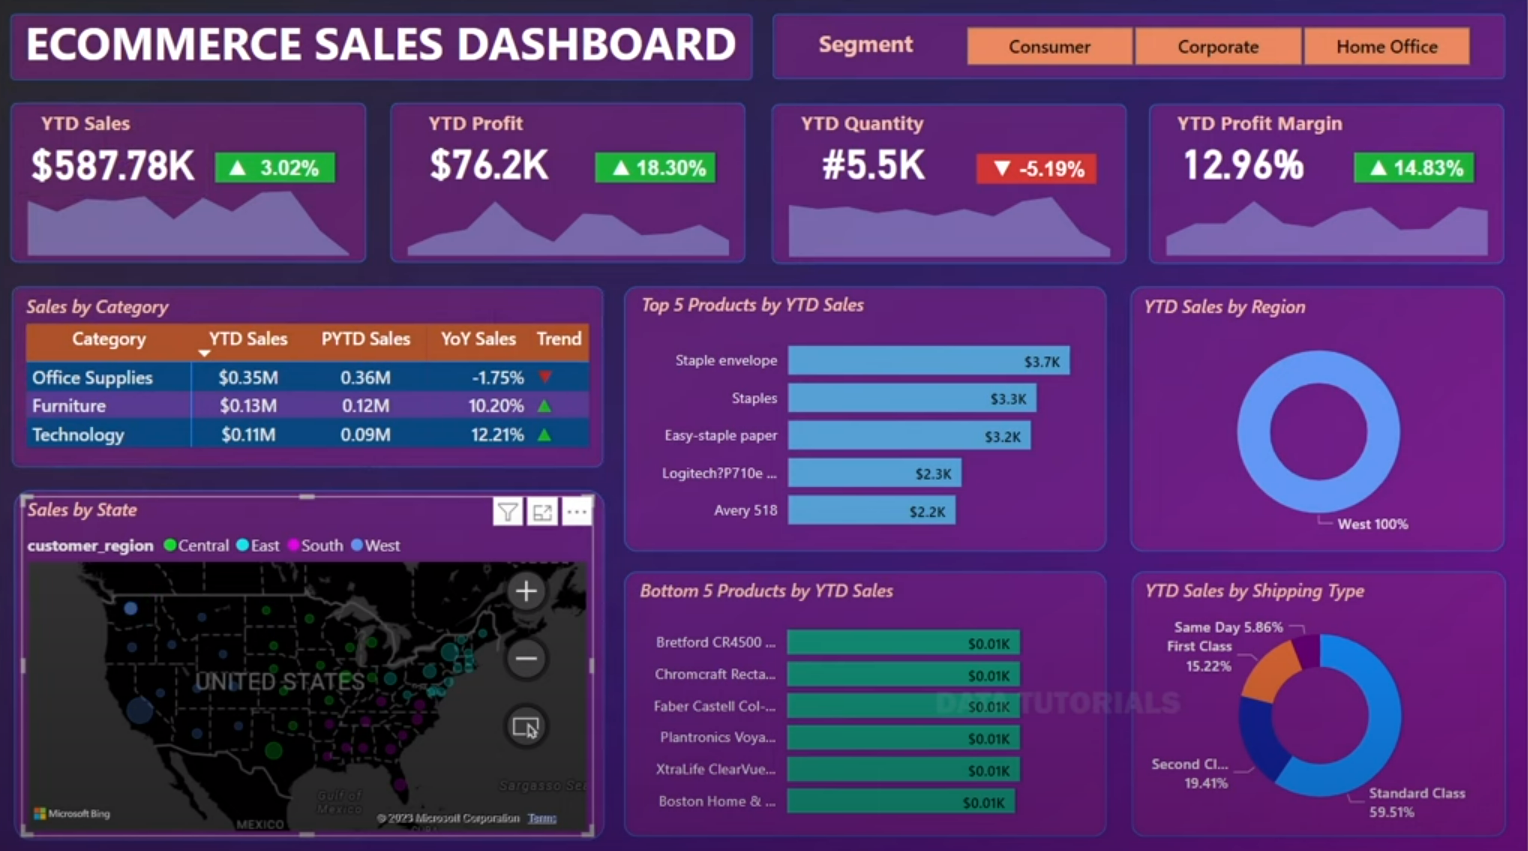 ECOMMERCE SALES DASHBOARD
Segment
Consumer
Corporate
Home Office
YTD Sales
$587.78K
▲ 3.02%
YTD Profit
$76.2K
▲ 18.30%
YTD Quantity
#5.5K
▼ -5.19%
YTD Profit Margin
12.96%
▲ 14.83%
Sales by Category
Category YTD Sales PYTD Sales YoY Sales Trend
Office Supplies $0.35M 0.36M -1.75% ▼
Furniture $0.13M 0.12M 10.20% ▲
Technology $0.11M 0.09M 12.21% ▲
Top 5 Products by YTD Sales
Staple envelope $3.7K
Staples $3.3K
Easy-staple paper $3.2K
Logitech?P710e ... $2.3K
Avery 518 $2.2K
YTD Sales by Region
West 100%
Sales by State
customer_region Central East South West
UNITED STATES
Gulf of
Mexico
MEXICO
Sargasso Sea
Microsoft Bing
© 2023 Microsoft Corporation Terms
Bottom 5 Products by YTD Sales
Bretford CR4500 ... $0.01K
Chromcraft Recta... $0.01K
Faber Castell Col-... $0.01K
Plantronics Voya... $0.01K
XtraLife ClearVue... $0.01K
Boston Home & ... $0.01K
DATA TUTORIALS
YTD Sales by Shipping Type
Same Day 5.86%
First Class
15.22%
Second Cl...
19.41%
Standard Class
59.51%